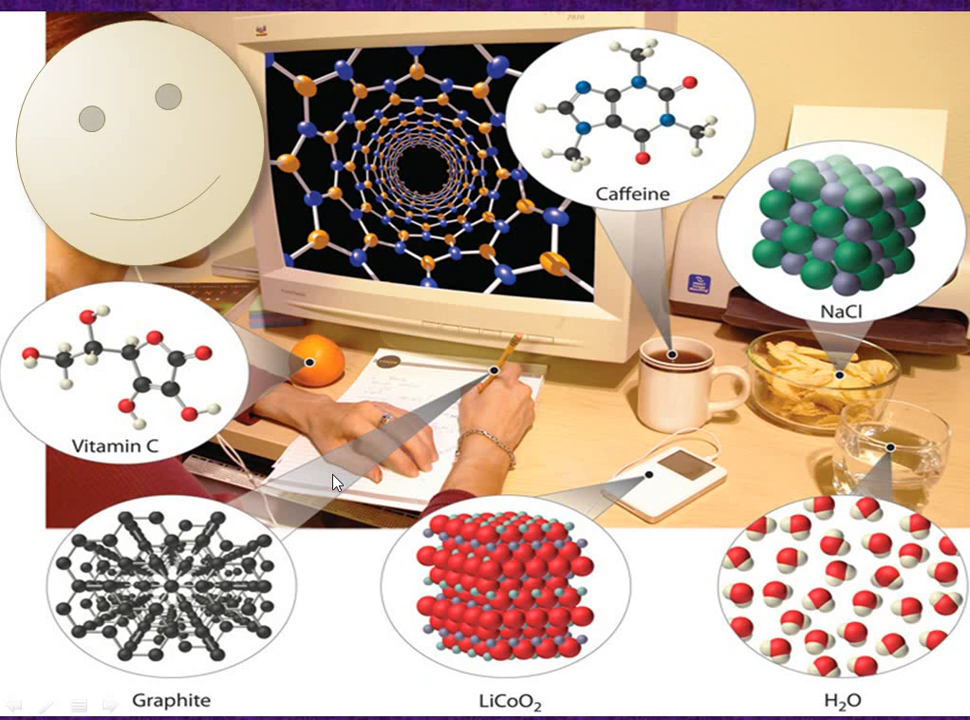 Caffeine
NaCl
Vitamin C
Graphite
LiCoO₂
H₂O